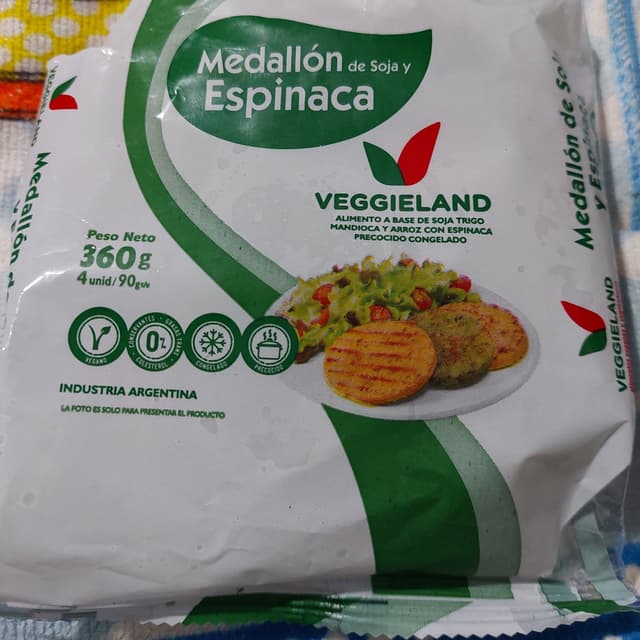 Medallón de Soja y
Espinaca
VEGGIELAND
ALIMENTO A BASE DE SOJA TRIGO
MANDIOCA Y ARROZ CON ESPINACA
PRECOCIDO CONGELADO
Peso Neto
360g
4 unid/90g
VEGANO
CONSERVANTES
0%
COLESTEROL
CONGELADO
PRECOCIDO
INDUSTRIA ARGENTINA
LA FOTO ES SOLO PARA PRESENTAR EL PRODUCTO
Medallón de So
y Es
VEGGIELAND